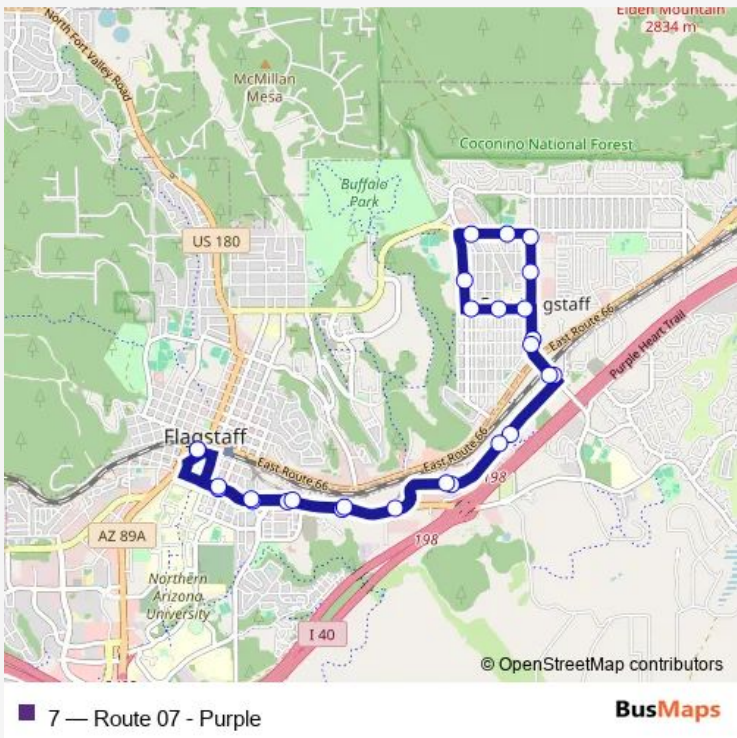 Elden Mountain
2834 m
North Fort Valley Road
McMillan
Mesa
Coconino National Forest
Buffalo
Park
US 180
gstaff
East Route 66
Purple Heart Trail
Flagstaff
East Route 66
East Route 66
198
AZ 89A
198
Northern
Arizona
University
I 40
© OpenStreetMap contributors
7 — Route 07 - Purple
BusMaps